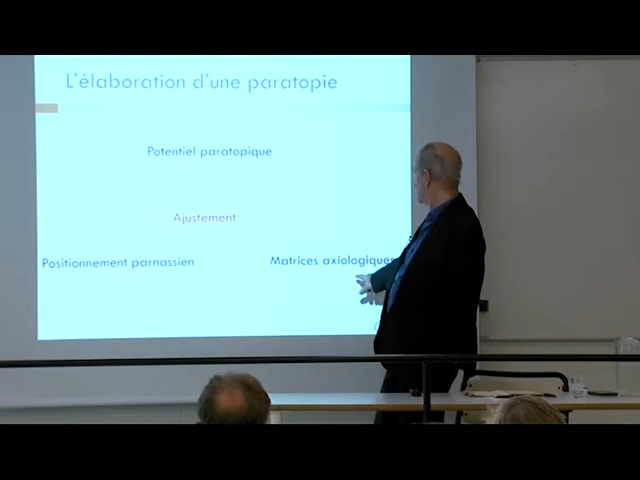 L'élaboration d'une paratopie
Potentiel paratopique
Ajustement
Positionnement parnassien
Matrices axiologiques